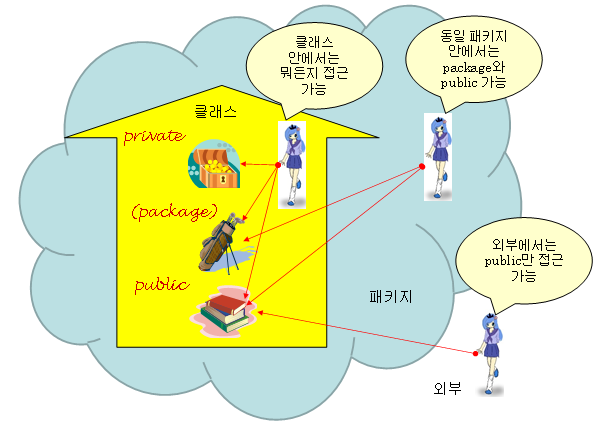 클래스
안에서는
뭐든지 접근
가능
동일 패키지
안에서는
package와
public 가능
클래스
private
(package)
public
외부에서는
public만 접근
가능
패키지
외부